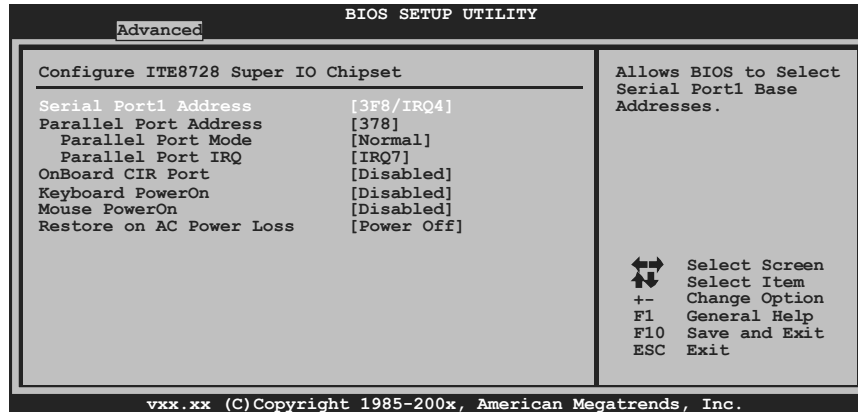 BIOS SETUP UTILITY
Advanced
Configure ITE8728 Super IO Chipset
Serial Port1 Address [3F8/IRQ4]
Parallel Port Address [378]
Parallel Port Mode [Normal]
Parallel Port IRQ [IRQ7]
OnBoard CIR Port [Disabled]
Keyboard PowerOn [Disabled]
Mouse PowerOn [Disabled]
Restore on AC Power Loss [Power Off]
Allows BIOS to Select
Serial Port1 Base
Addresses.
Select Screen
Select Item
+- Change Option
F1 General Help
F10 Save and Exit
ESC Exit
vxx.xx (C)Copyright 1985-200x, American Megatrends, Inc.